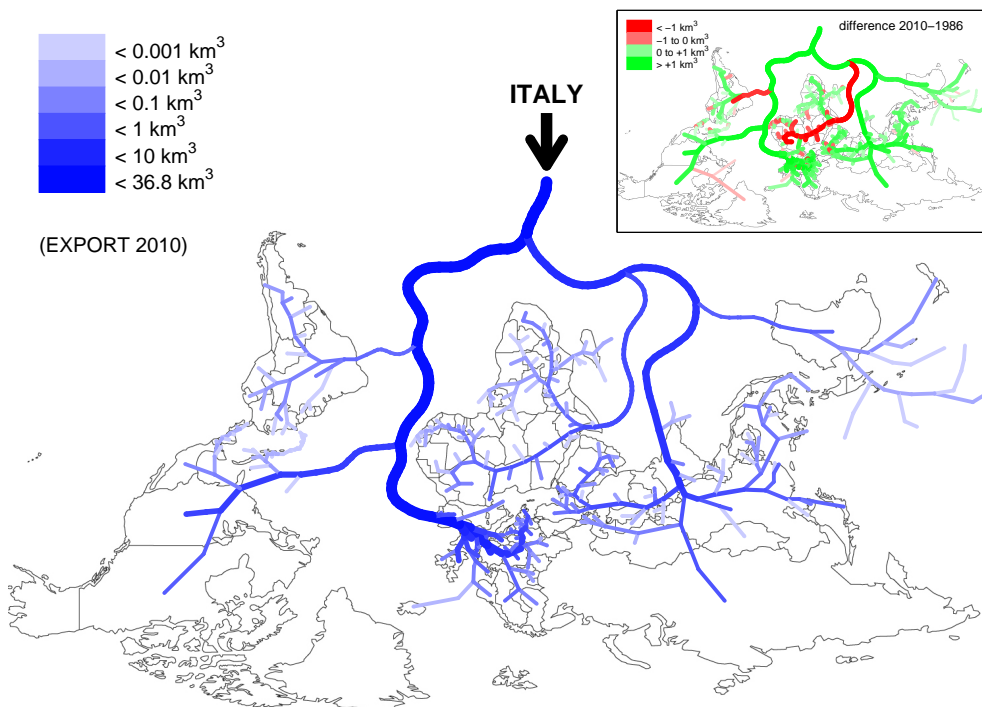 < 0.001 km³
< 0.01 km³
< 0.1 km³
< 1 km³
< 10 km³
< 36.8 km³
(EXPORT 2010)
ITALY
difference 2010–1986
< −1 km³
−1 to 0 km³
0 to +1 km³
> +1 km³